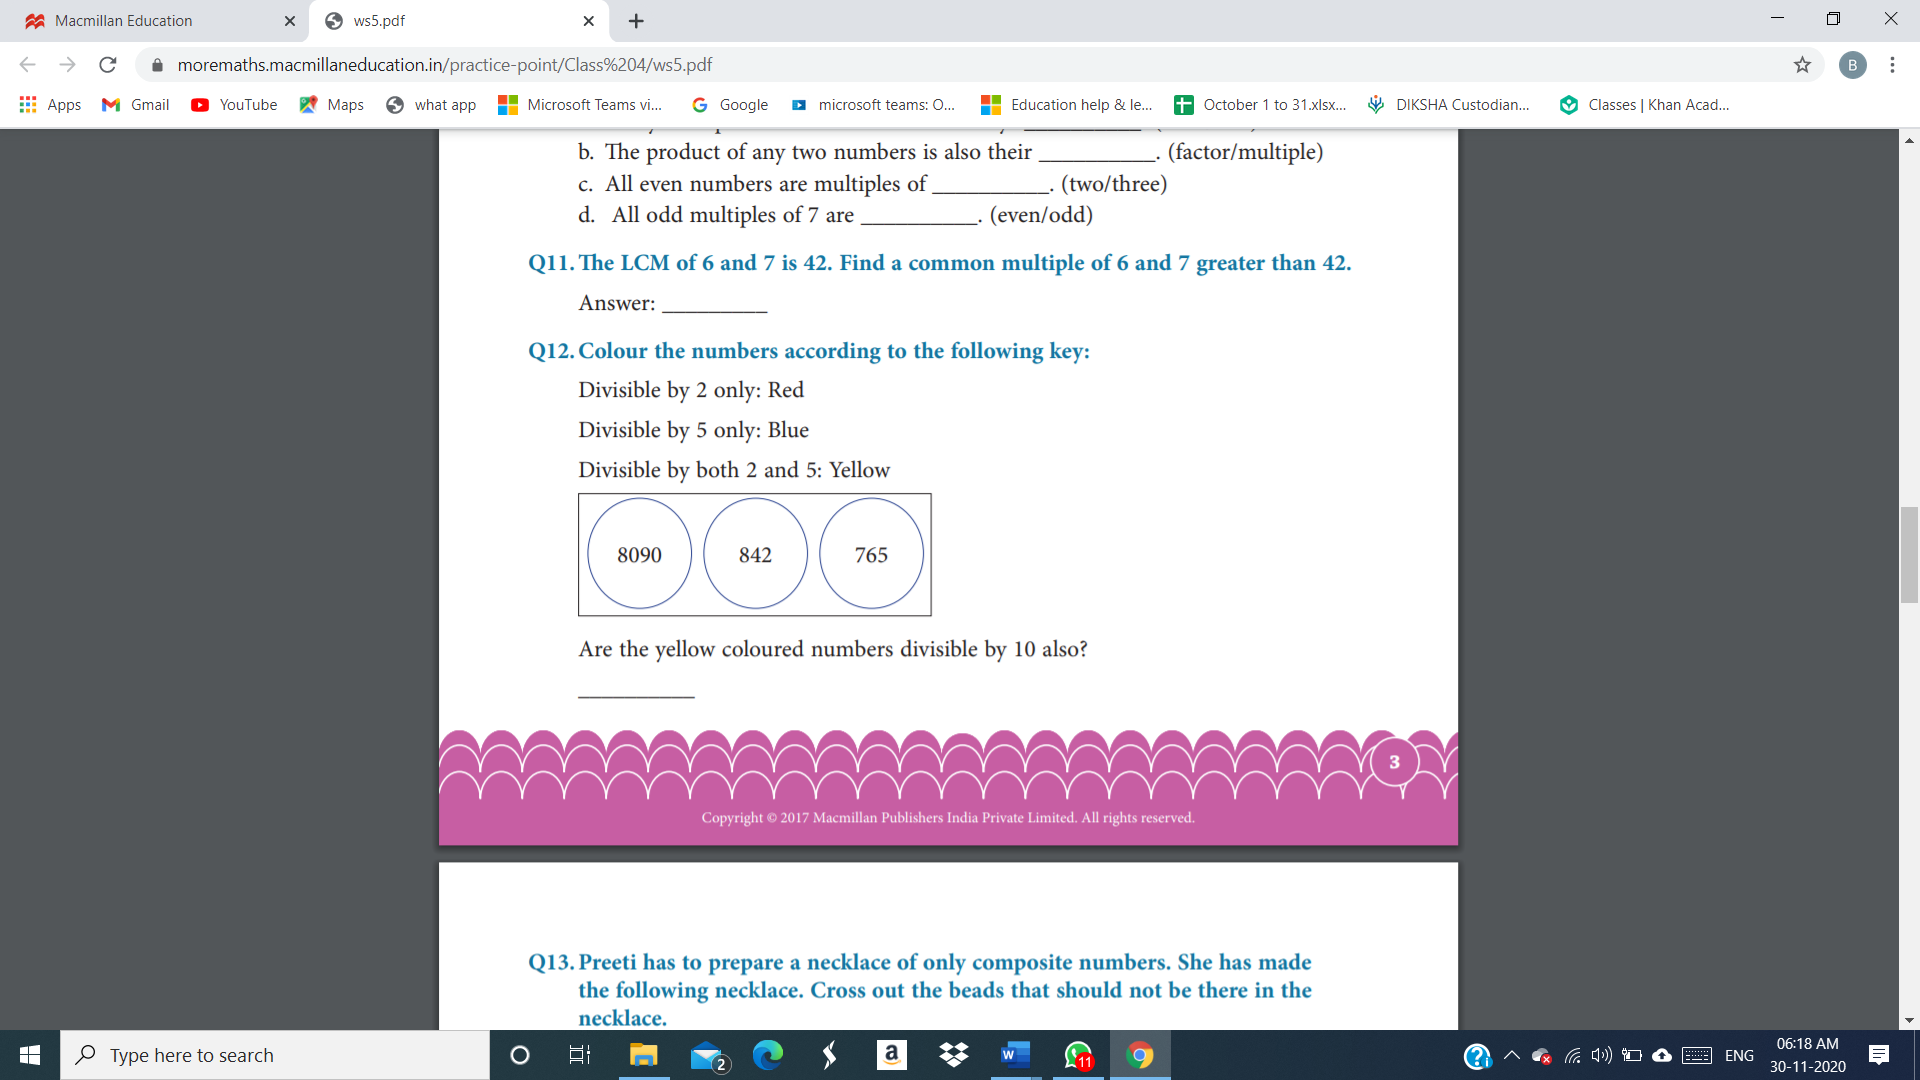 Macmillan Education
ws5.pdf
moremaths.macmillaneducation.in/practice-point/Class%204/ws5.pdf
B
Apps
Gmail
YouTube
Maps
what app
Microsoft Teams vi...
Google
microsoft teams: O...
Education help & le...
October 1 to 31.xlsx...
DIKSHA Custodian...
Classes | Khan Acad...
b. The product of any two numbers is also their __________. (factor/multiple)
c. All even numbers are multiples of __________. (two/three)
d. All odd multiples of 7 are __________. (even/odd)
Q11. The LCM of 6 and 7 is 42. Find a common multiple of 6 and 7 greater than 42.
Answer: _________
Q12. Colour the numbers according to the following key:
Divisible by 2 only: Red
Divisible by 5 only: Blue
Divisible by both 2 and 5: Yellow
8090 842 765
Are the yellow coloured numbers divisible by 10 also?
__________
3
Copyright © 2017 Macmillan Publishers India Private Limited. All rights reserved.
Q13. Preeti has to prepare a necklace of only composite numbers. She has made
the following necklace. Cross out the beads that should not be there in the
necklace.
Type here to search
2
a
W
11
ENG
06:18 AM
30-11-2020